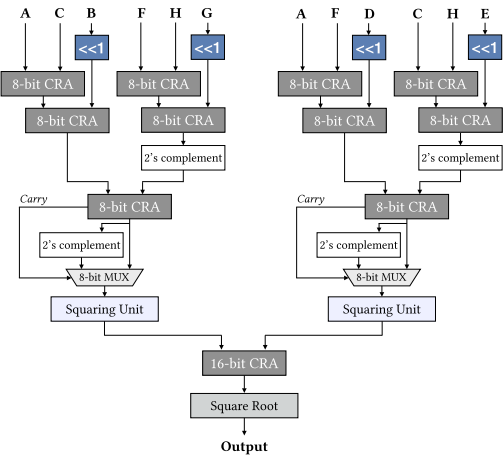 A C B F H G A F D C H E
<<1 <<1 <<1 <<1
8-bit CRA 8-bit CRA 8-bit CRA 8-bit CRA
8-bit CRA 8-bit CRA 8-bit CRA 8-bit CRA
2's complement 2's complement
Carry 8-bit CRA Carry 8-bit CRA
2's complement 2's complement
8-bit MUX 8-bit MUX
Squaring Unit Squaring Unit
16-bit CRA
Square Root
Output